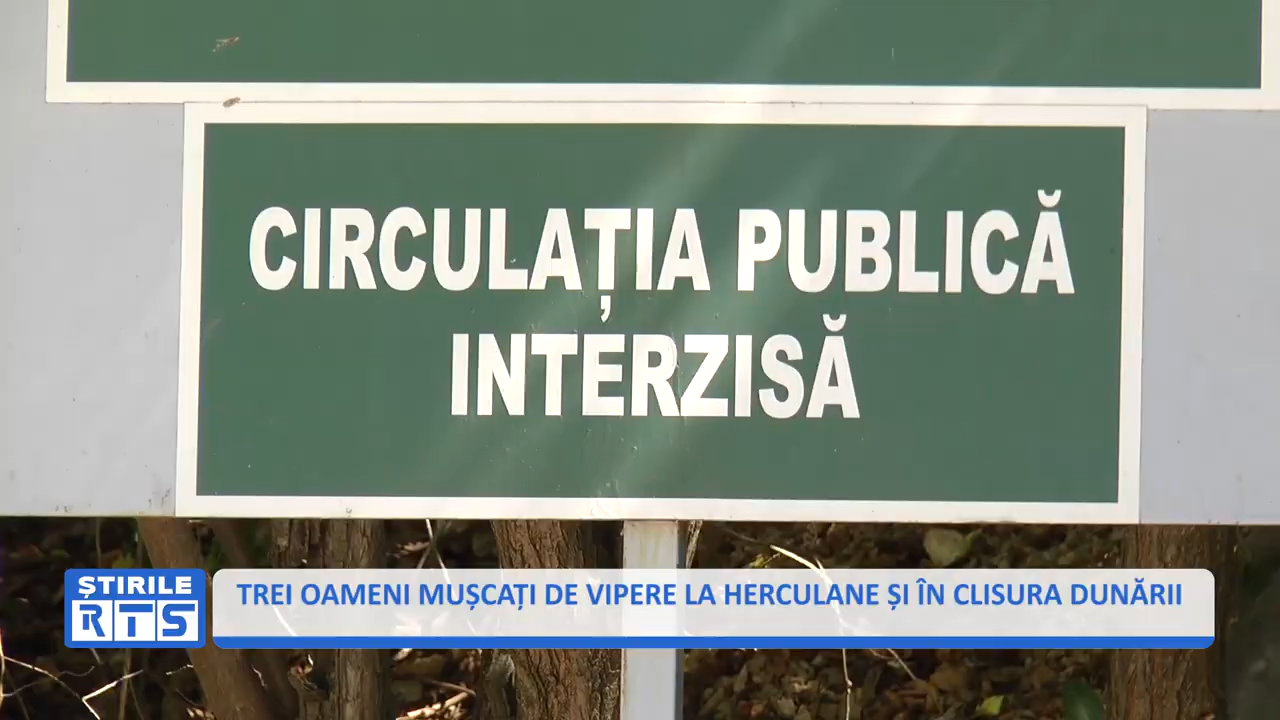 CIRCULAȚIA PUBLICĂ
INTERZISĂ
ȘTIRILE
RTS
TREI OAMENI MUȘCAȚI DE VIPERE LA HERCULANE ȘI ÎN CLISURA DUNĂRII